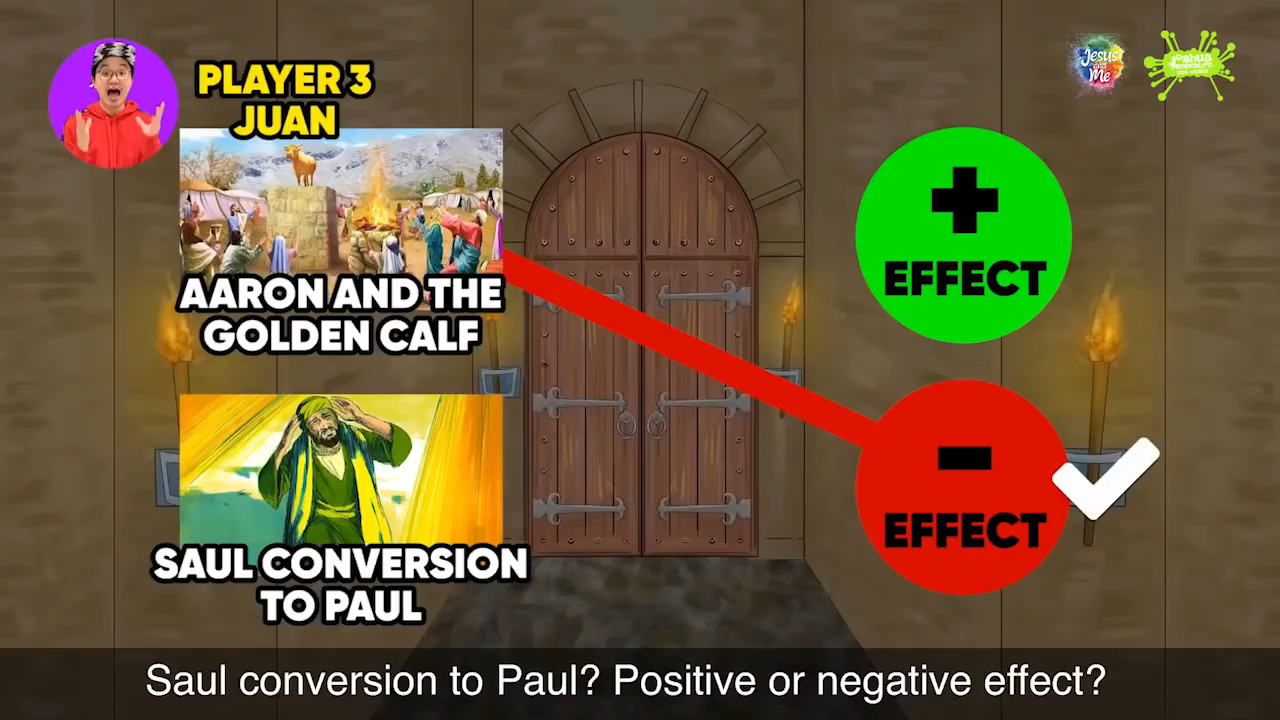 PLAYER 3
JUAN
Jesus
and
Me
AARON AND THE
GOLDEN CALF
SAUL CONVERSION
TO PAUL
+
EFFECT
-
EFFECT
Saul conversion to Paul? Positive or negative effect?